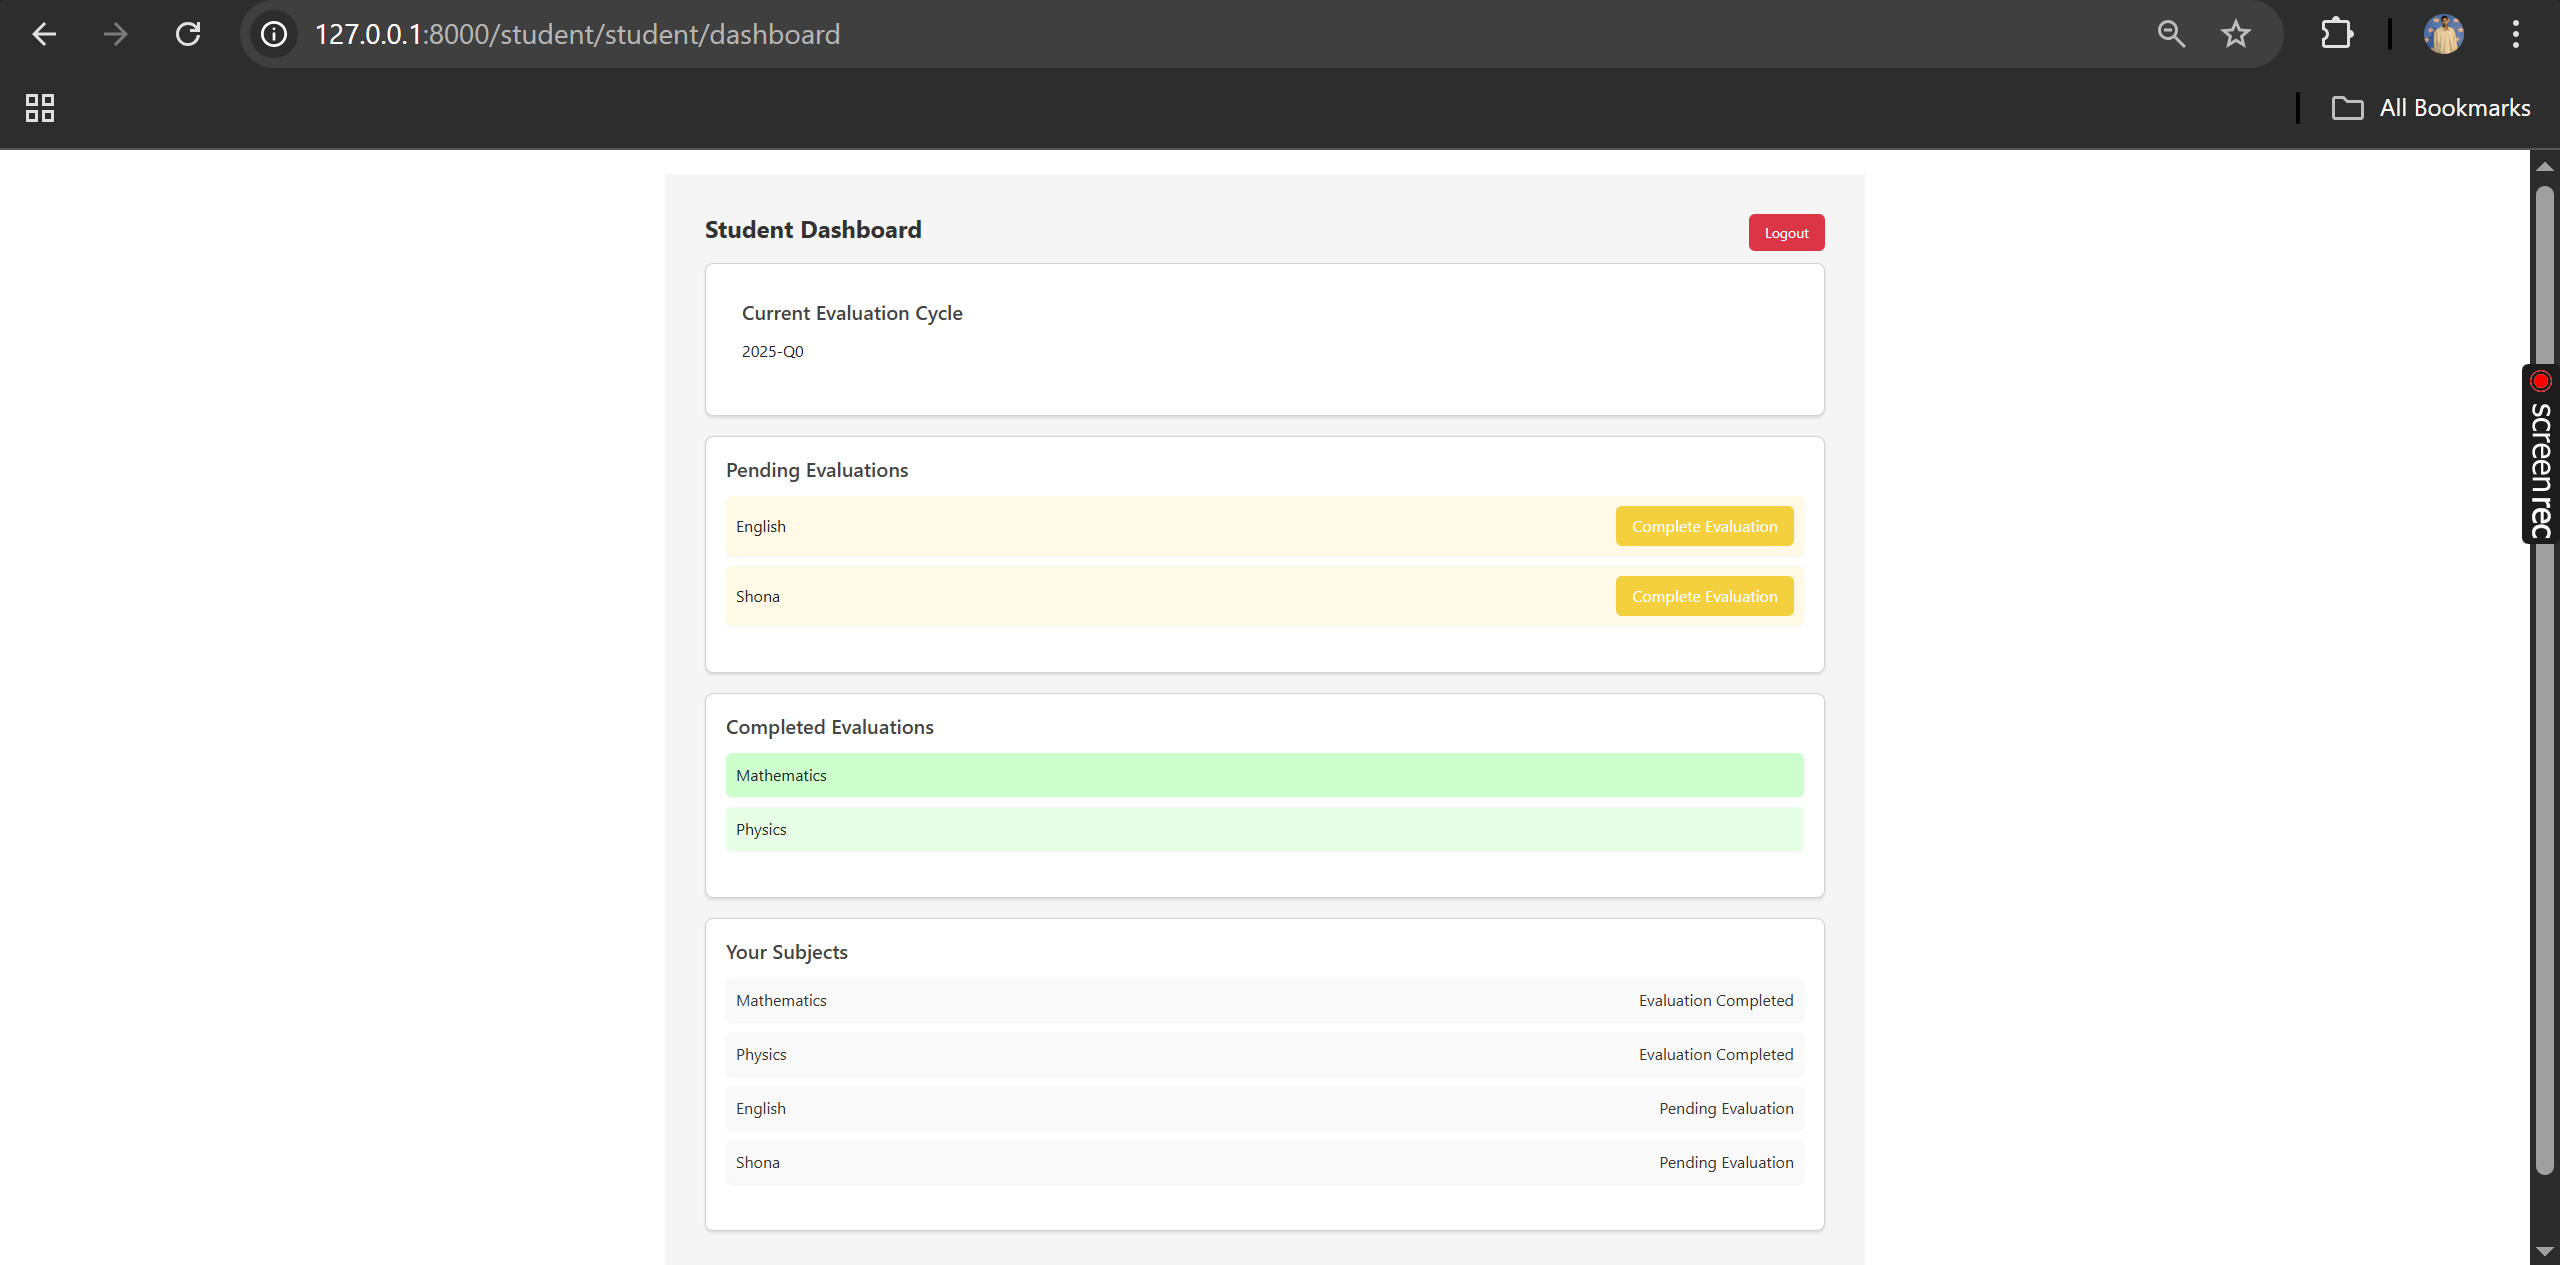 127.0.0.1:8000/student/student/dashboard
All Bookmarks
Student Dashboard
Logout
Current Evaluation Cycle
2025-Q0
Pending Evaluations
English
Complete Evaluation
Shona
Complete Evaluation
Completed Evaluations
Mathematics
Physics
Your Subjects
Mathematics
Evaluation Completed
Physics
Evaluation Completed
English
Pending Evaluation
Shona
Pending Evaluation
screenrec